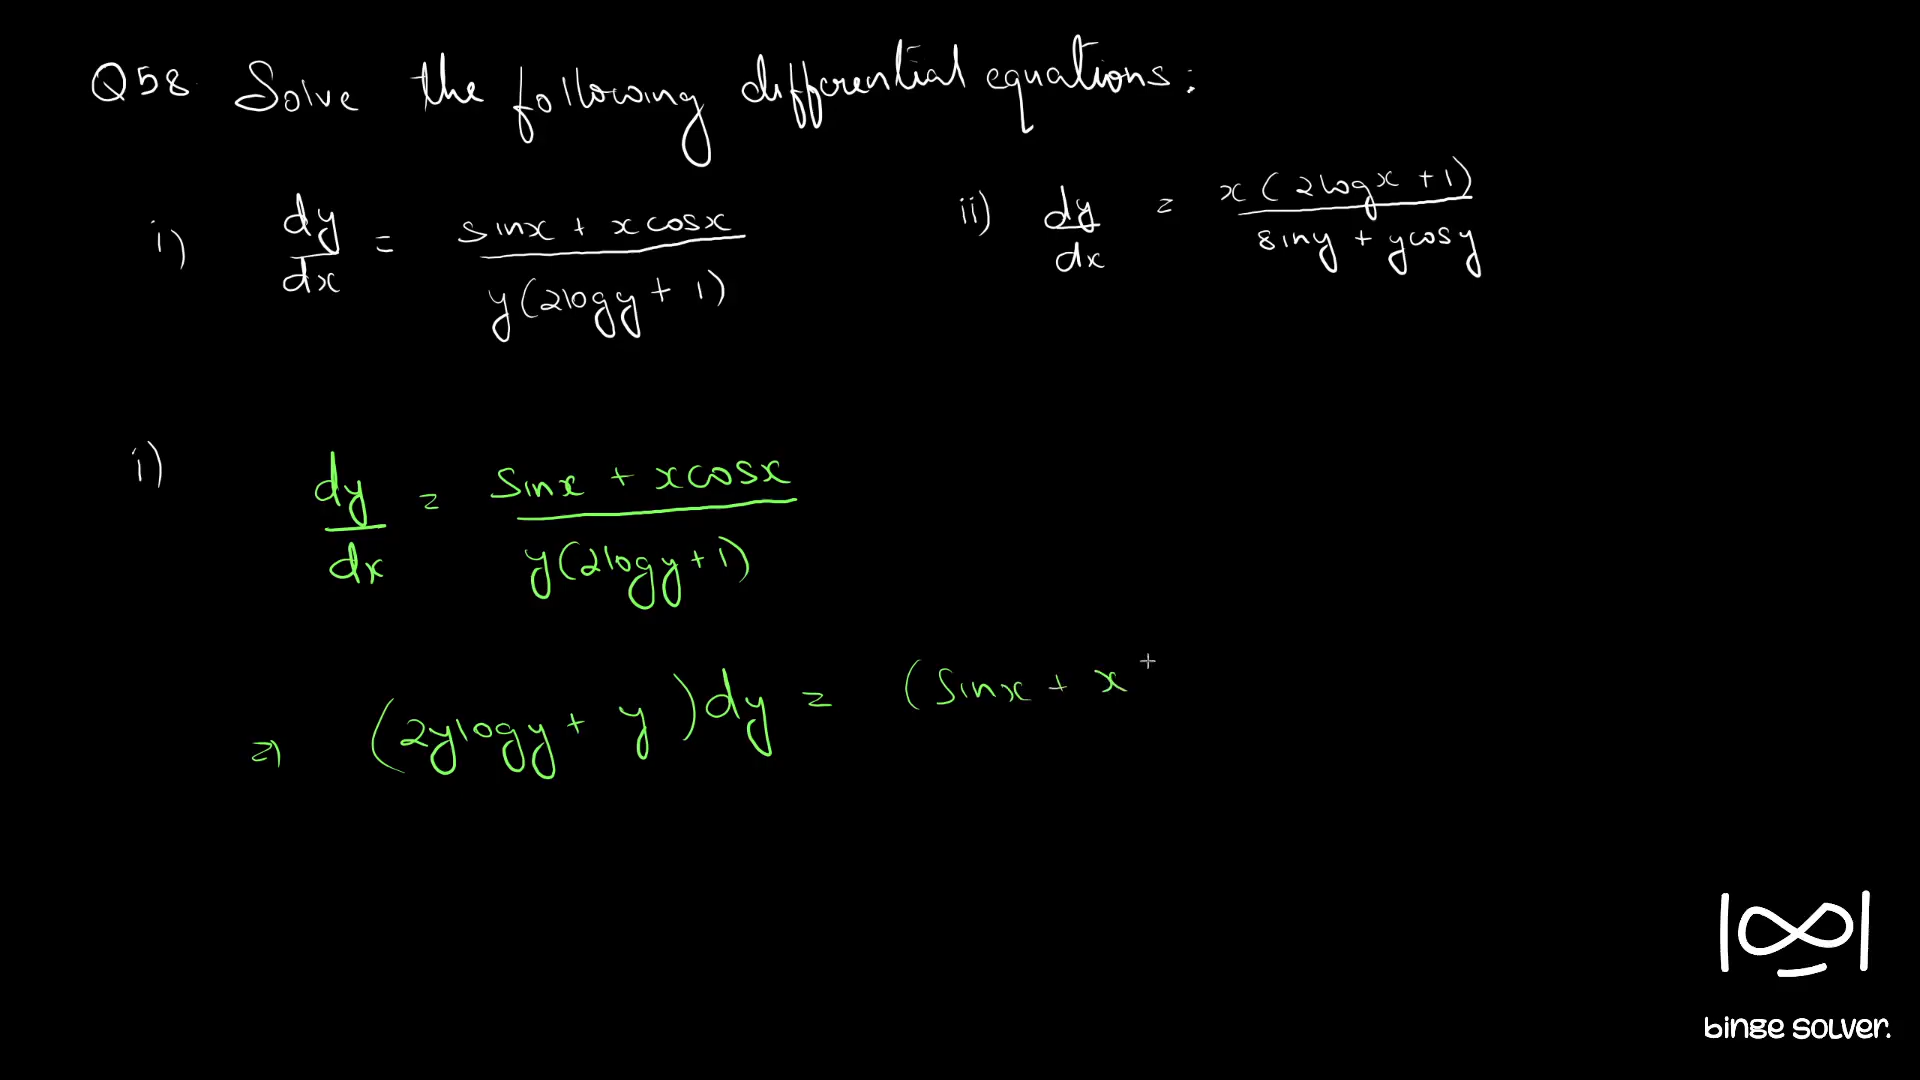 Q58. Solve the following differential equations:
i) dy/dx = sinx + xcosx / y(2logy + 1)
ii) dy/dx = x(2logx + 1) / siny + ycosy
i) dy/dx = sinx + xcosx / y(2logy + 1)
⇒ (2ylogy + y)dy = (sinx + x
binge solver.